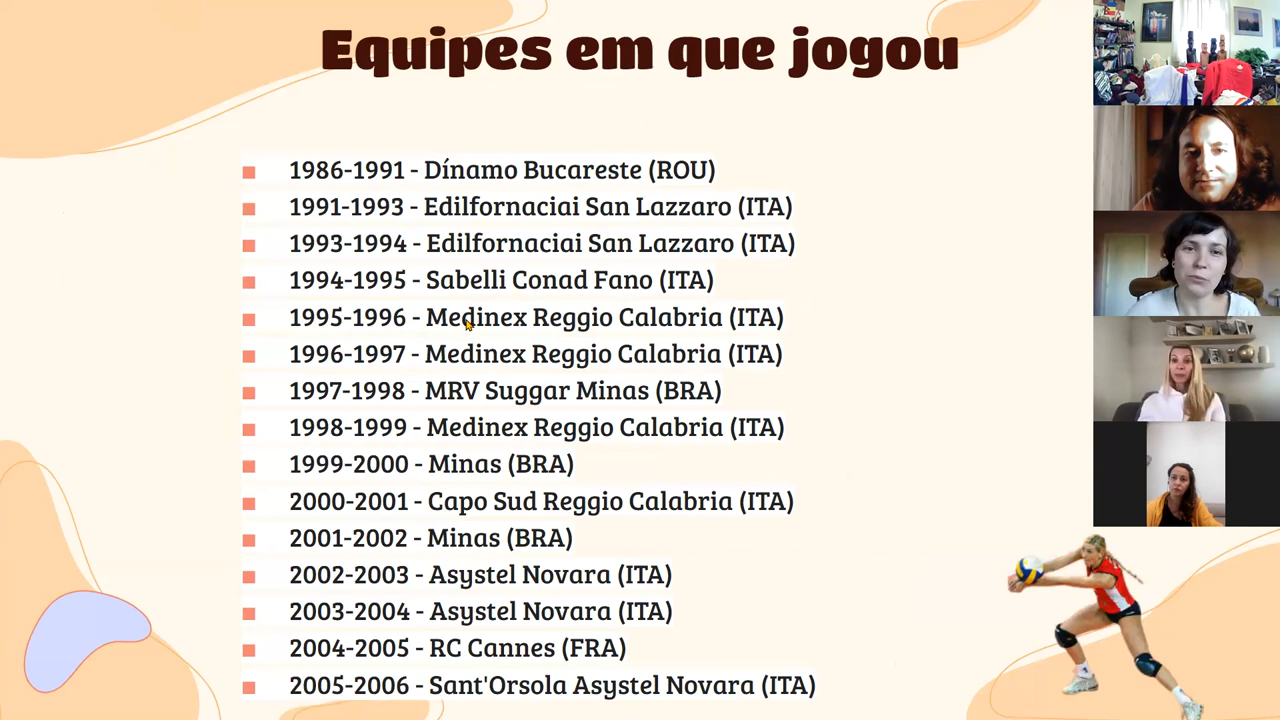 Equipes em que jogou
1986-1991 - Dínamo Bucareste (ROU)
1991-1993 - Edilfornaciai San Lazzaro (ITA)
1993-1994 - Edilfornaciai San Lazzaro (ITA)
1994-1995 - Sabelli Conad Fano (ITA)
1995-1996 - Medinex Reggio Calabria (ITA)
1996-1997 - Medinex Reggio Calabria (ITA)
1997-1998 - MRV Suggar Minas (BRA)
1998-1999 - Medinex Reggio Calabria (ITA)
1999-2000 - Minas (BRA)
2000-2001 - Capo Sud Reggio Calabria (ITA)
2001-2002 - Minas (BRA)
2002-2003 - Asystel Novara (ITA)
2003-2004 - Asystel Novara (ITA)
2004-2005 - RC Cannes (FRA)
2005-2006 - Sant'Orsola Asystel Novara (ITA)